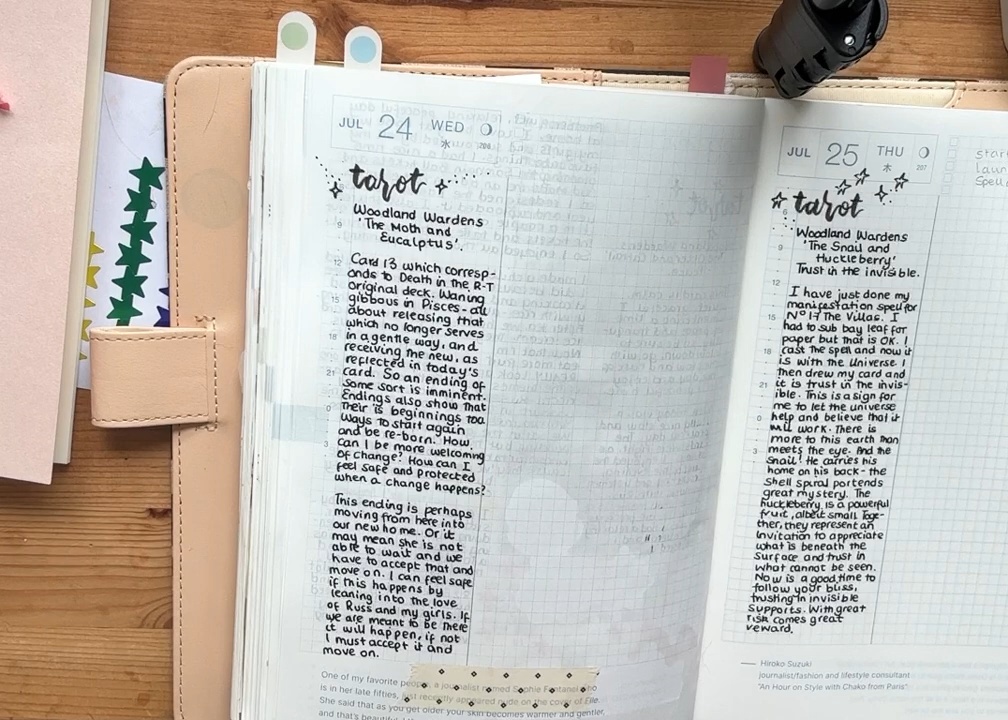 JUL 24 WED
水
tarot
Woodland Wardens
'The Moth and
Eucalyptus'.
Card 13 which corresp-
onds to Death in the R-T
original deck. Waning
gibbous in Pisces - all
about releasing that
which no longer serves
in a gentle way, and
receiving the new, as
reflected in today's
card. So an ending of
some sort is imminent.
Endings also show that
their is beginnings too
ways to start again
and be re-born. How
can I be more welcoming
of change? How can I
feel safe and protected
when a change happens?
This ending is perhaps
moving from here into
our new home. Or it
may mean she is not
able to wait and we
have to accept that and
move on. I can feel safe
if this happens by
leaning into the love
of Russ and my girls. If
we are meant to be there
it will happen, if not
I must accept it and
move on.
One of my favorite people, a journalist named Sophie Fontanel who
is in her late fifties, just recently appeared nude on the cover of Elle.
She said that as you get older your skin becomes warmer and gentler,
and that's beautiful.
JUL 25 THU
木
207
tarot
Woodland Wardens
'The Snail and
Huckleberry'
Trust in the invisible.
I have just done my
manifestation spell for
Nº 17 The Villas. I
had to sub bay leaf for
paper but that is OK. I
cast the spell and now it
is with the Universe. I
then drew my card and
it is trust in the invis-
ible. This is a sign for
me to let the universe
help and believe that it
will work. There is
more to this earth than
meets the eye. And the
Snail! He carries his
home on his back - the
shell spiral portends
great mystery. The
huckleberry is a powerful
fruit, albeit small. Toge-
ther, they represent an
invitation to appreciate
what is beneath the
surface and trust in
what cannot be seen.
Now is a good time to
follow your bliss,
trusting in invisible
supports. With great
risk comes great
reward.
Hiroko Suzuki
journalist/fashion and lifestyle consultant
"An Hour on Style with Chako from Paris"